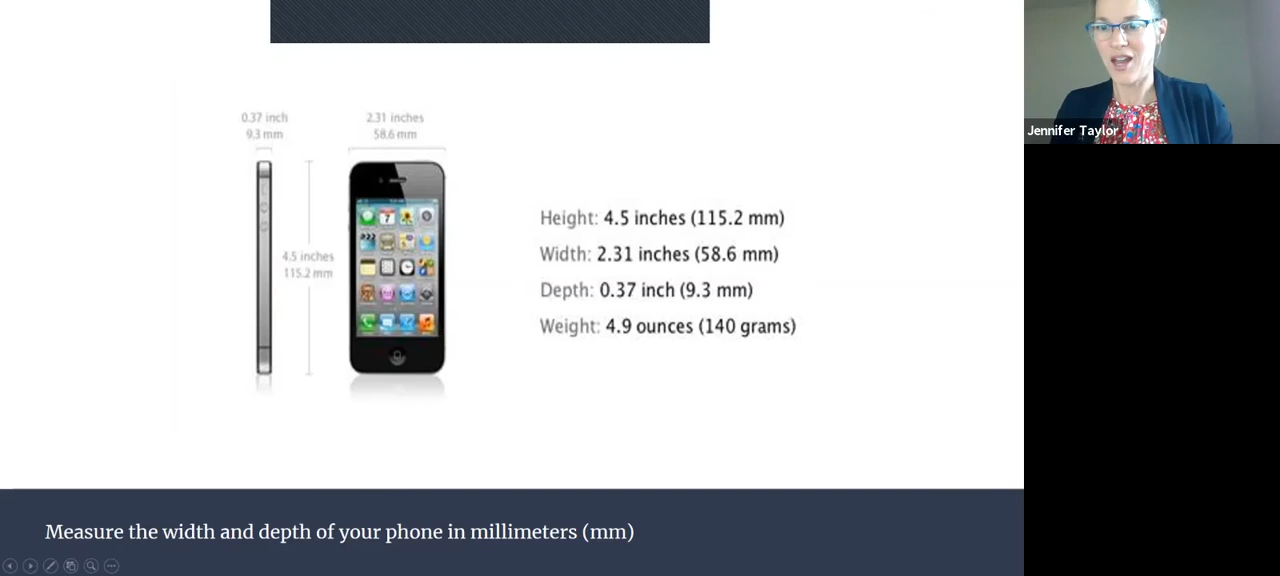 0.37 inch
9.3 mm
2.31 inches
58.6 mm
4.5 inches
115.2 mm
7
Height: 4.5 inches (115.2 mm)
Width: 2.31 inches (58.6 mm)
Depth: 0.37 inch (9.3 mm)
Weight: 4.9 ounces (140 grams)
Jennifer Taylor
Measure the width and depth of your phone in millimeters (mm)